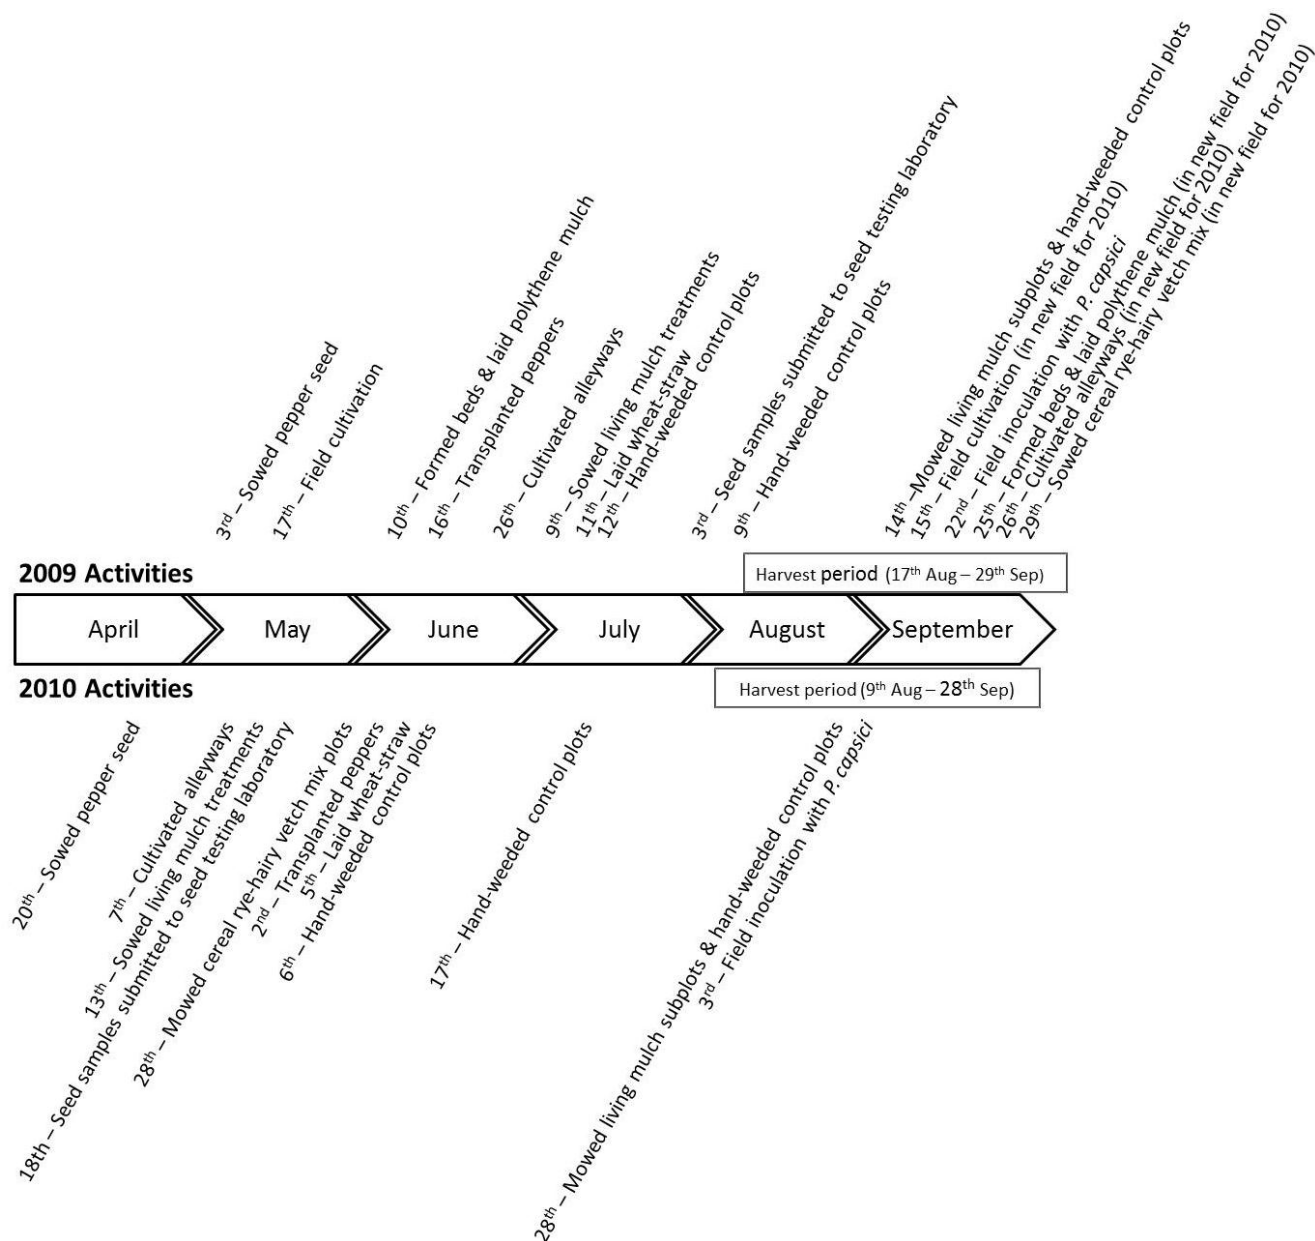 3rd – Sowed pepper seed
17th – Field cultivation
10th – Formed beds & laid polythene mulch
16th – Transplanted peppers
26th – Cultivated alleyways
9th – Sowed living mulch treatments
11th – Laid wheat-straw
12th – Hand-weeded control plots
3rd – Seed samples submitted to seed testing laboratory
9th – Hand-weeded control plots
14th –Mowed living mulch subplots & hand-weeded control plots
15th – Field cultivation (in new field for 2010)
22nd – Field inoculation with P. capsici
25th – Formed beds & laid polythene mulch (in new field for 2010)
26th – Cultivated alleyways (in new field for 2010)
29th – Sowed cereal rye-hairy vetch mix (in new field for 2010)
2009 Activities
Harvest period (17th Aug – 29th Sep)
April
May
June
July
August
September
2010 Activities
Harvest period (9th Aug – 28th Sep)
20th – Sowed pepper seed
7th – Cultivated alleyways
13th – Sowed living mulch treatments
18th – Seed samples submitted to seed testing laboratory
28th – Mowed cereal rye-hairy vetch mix plots
2nd – Transplanted peppers
5th – Laid wheat-straw
6th – Hand-weeded control plots
17th – Hand-weeded control plots
28th – Mowed living mulch subplots & hand-weeded control plots
3rd – Field inoculation with P. capsici